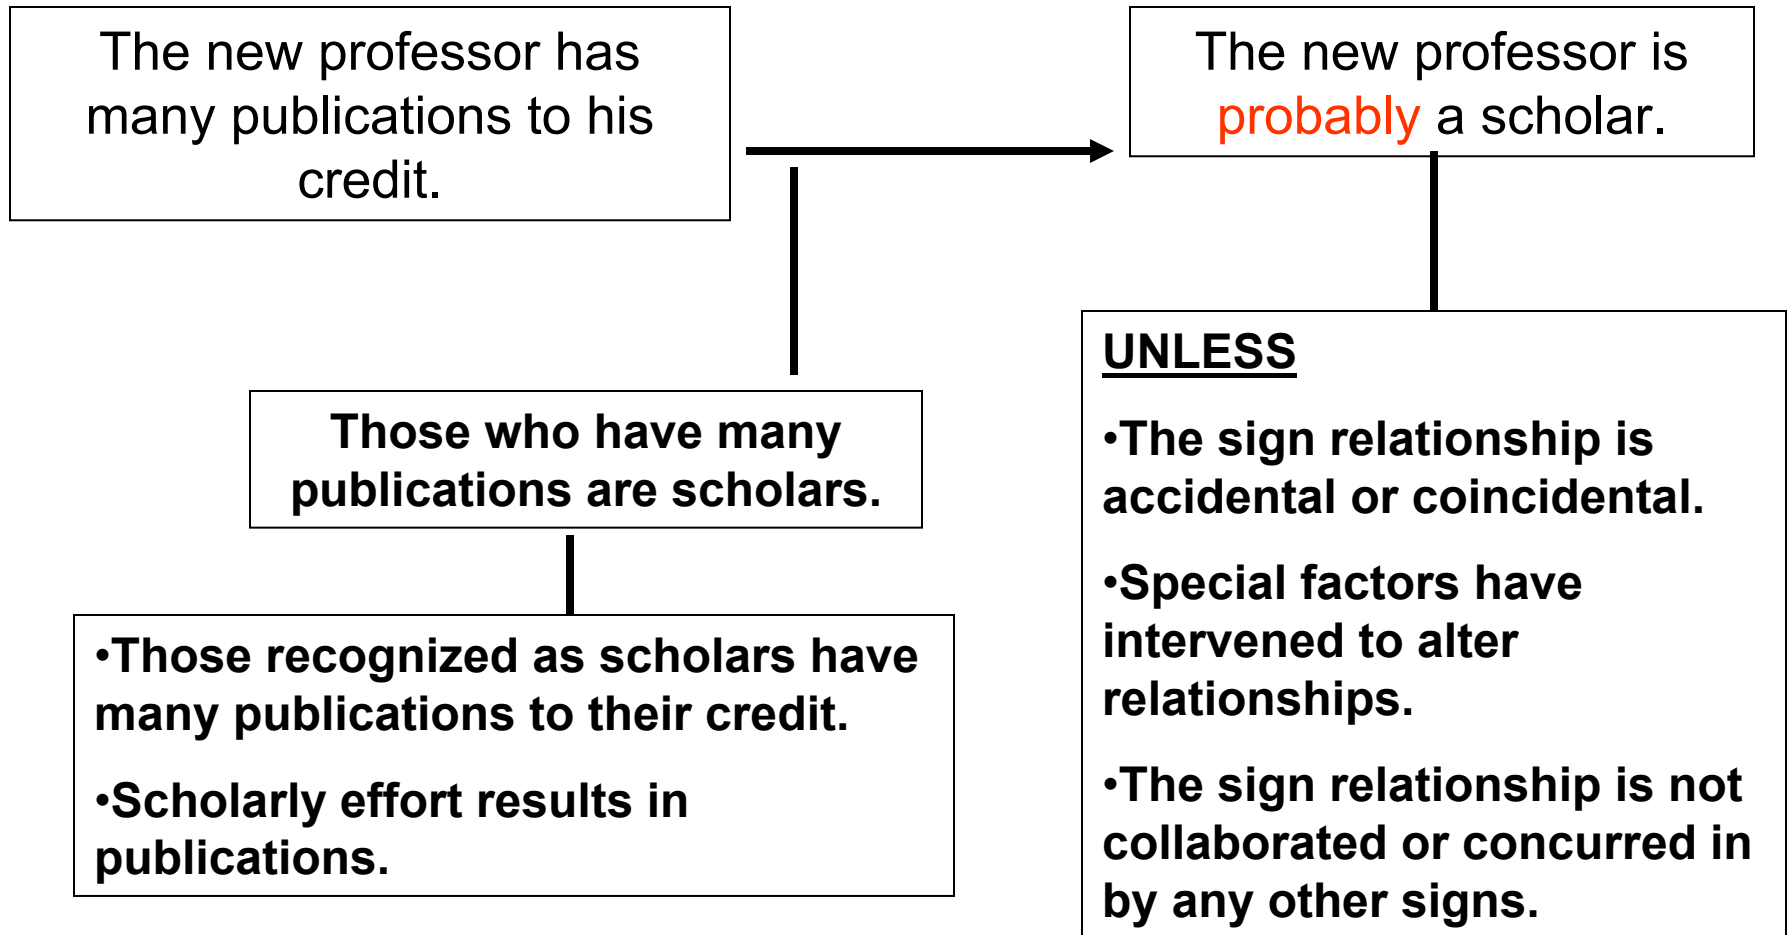 The new professor has
many publications to his
credit.
The new professor is
probably a scholar.
Those who have many
publications are scholars.
•Those recognized as scholars have
many publications to their credit.
•Scholarly effort results in
publications.
UNLESS
•The sign relationship is
accidental or coincidental.
•Special factors have
intervened to alter
relationships.
•The sign relationship is not
collaborated or concurred in
by any other signs.